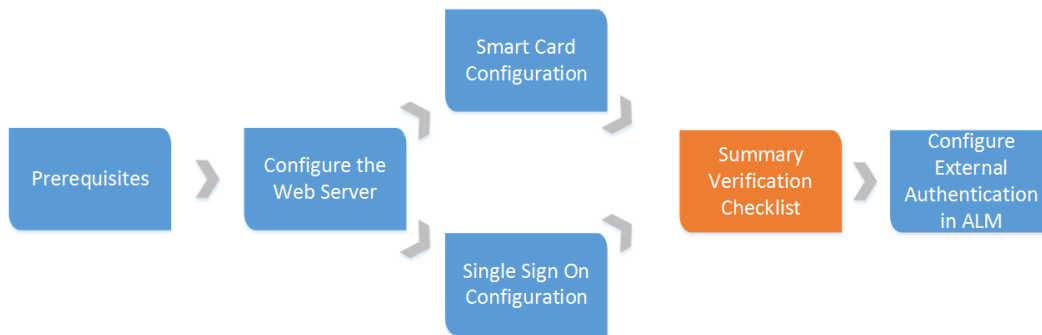 Prerequisites
Configure the
Web Server
Smart Card
Configuration
Single Sign On
Configuration
Summary
Verification
Checklist
Configure
External
Authentication
in ALM